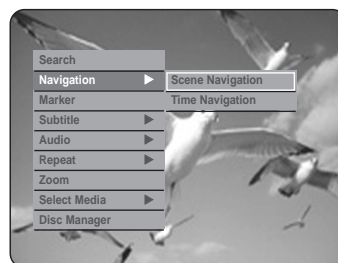 Search
Navigation
Scene Navigation
Marker
Time Navigation
Subtitle
Audio
Repeat
Zoom
Select Media
Disc Manager